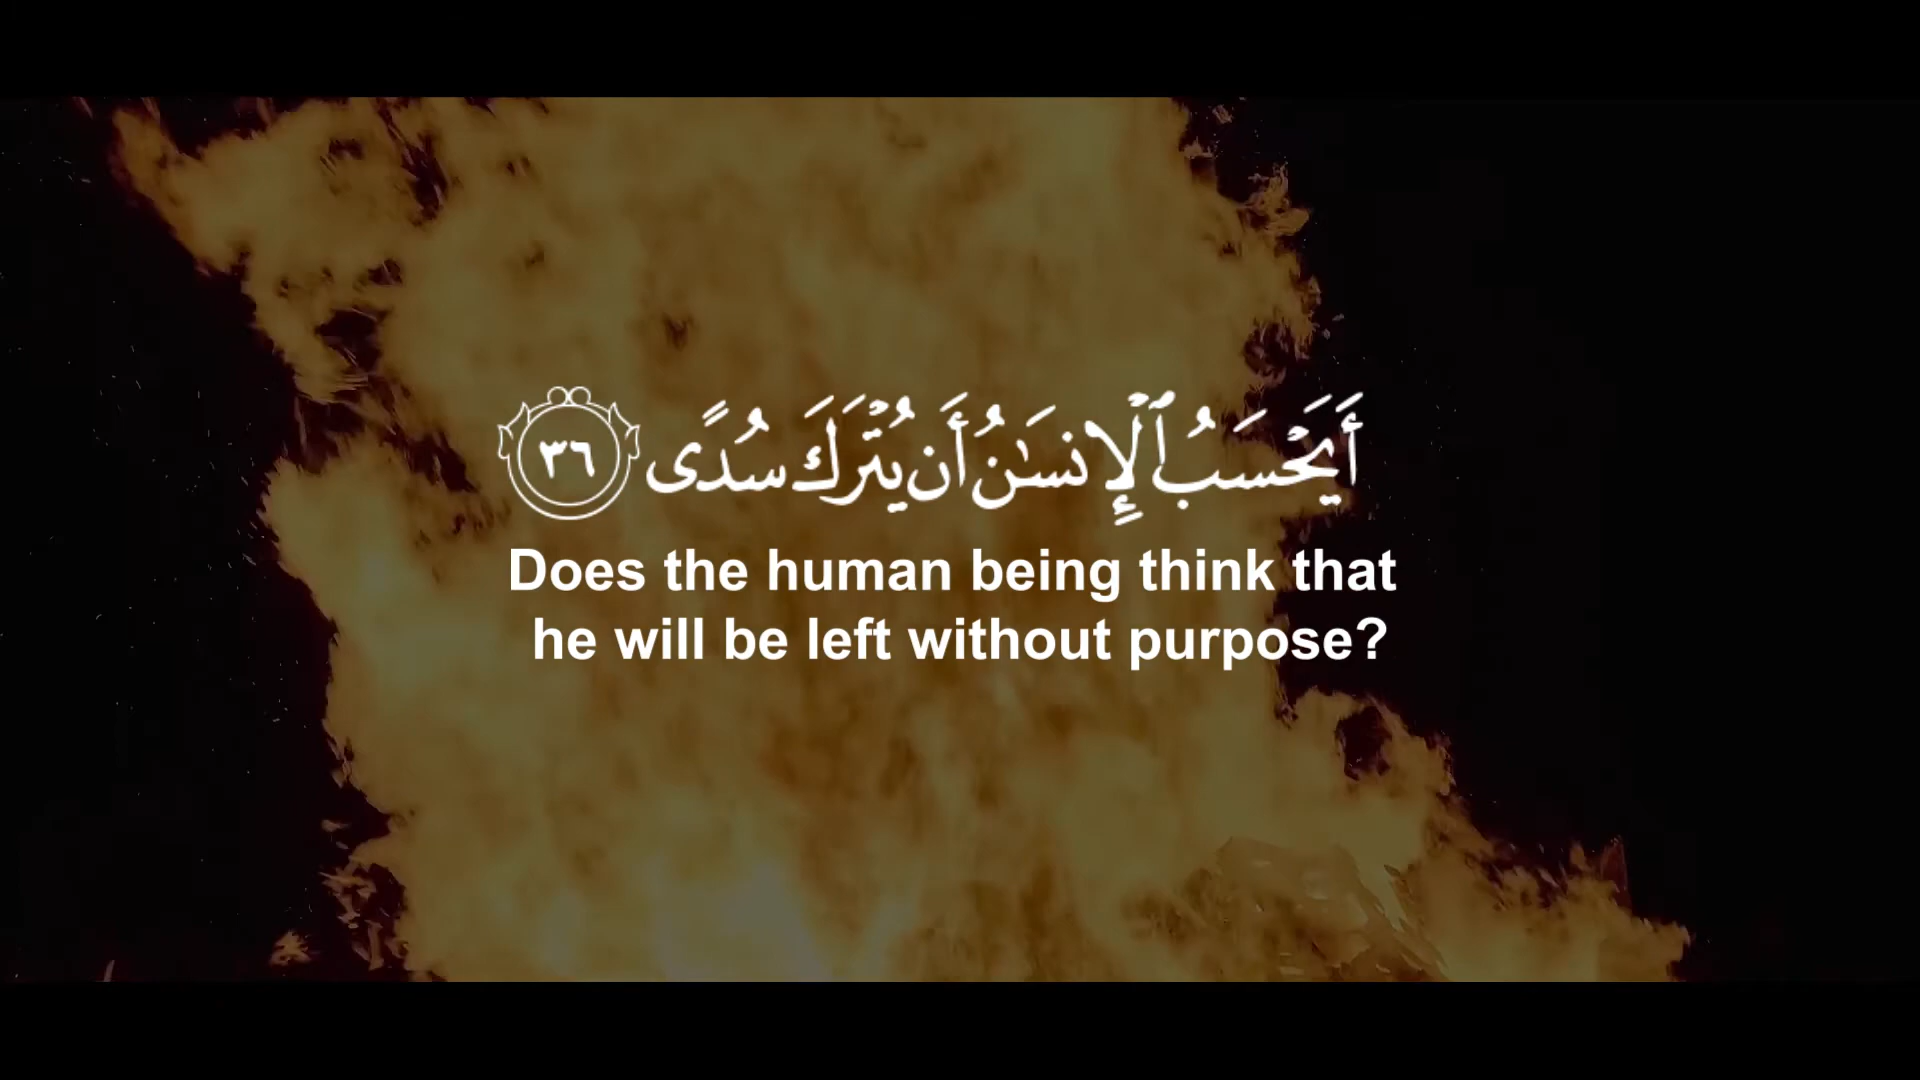 أَيَحْسَبُ ٱلْإِنسَـٰنُ أَن يُتْرَكَ سُدًى ٣٦
Does the human being think that
he will be left without purpose?